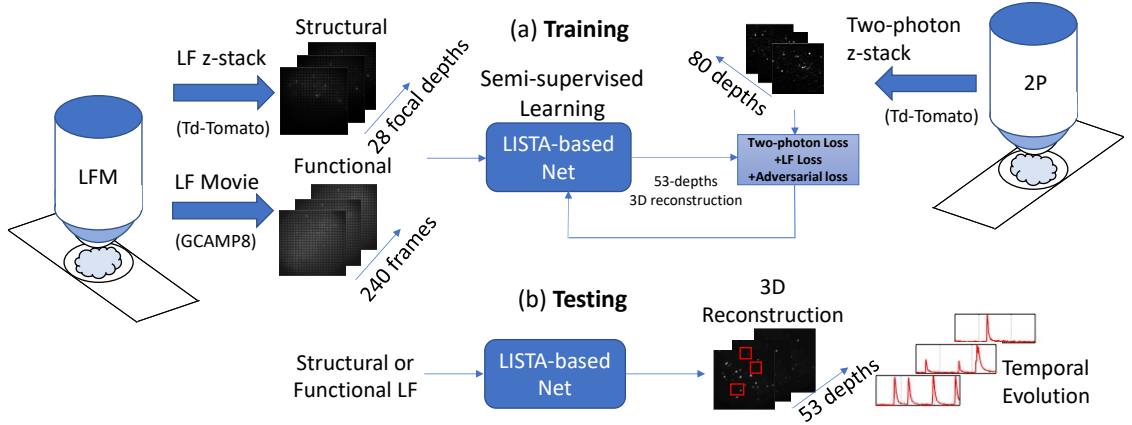 (a) Training
Structural
LF z-stack
(Td-Tomato)
28 focal depths
LFM
Functional
LF Movie
(GCAMP8)
240 frames
Semi-supervised
Learning
LISTA-based
Net
53-depths
3D reconstruction
80 depths
Two-photon Loss
+LF Loss
+Adversarial loss
Two-photon
z-stack
(Td-Tomato)
2P
(b) Testing
Structural or
Functional LF
LISTA-based
Net
3D
Reconstruction
53 depths
Temporal
Evolution